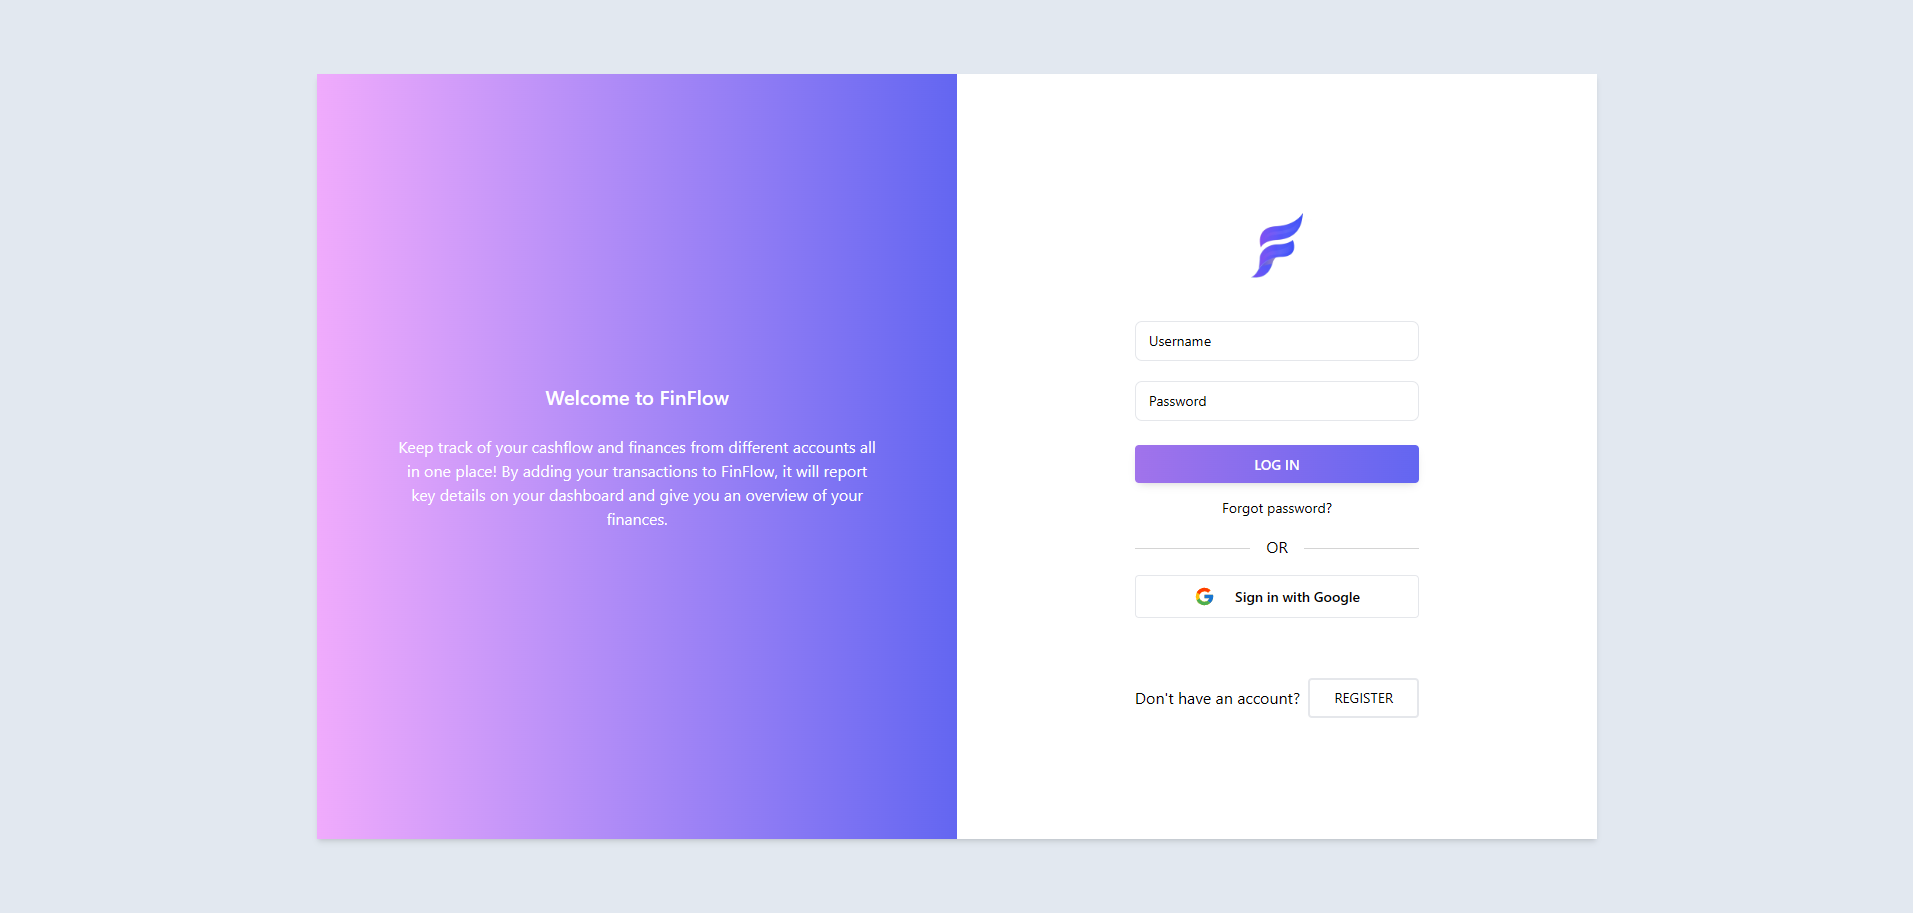 Welcome to FinFlow
Keep track of your cashflow and finances from different accounts all
in one place! By adding your transactions to FinFlow, it will report
key details on your dashboard and give you an overview of your
finances.
Username
Password
LOG IN
Forgot password?
OR
Sign in with Google
Don't have an account? REGISTER